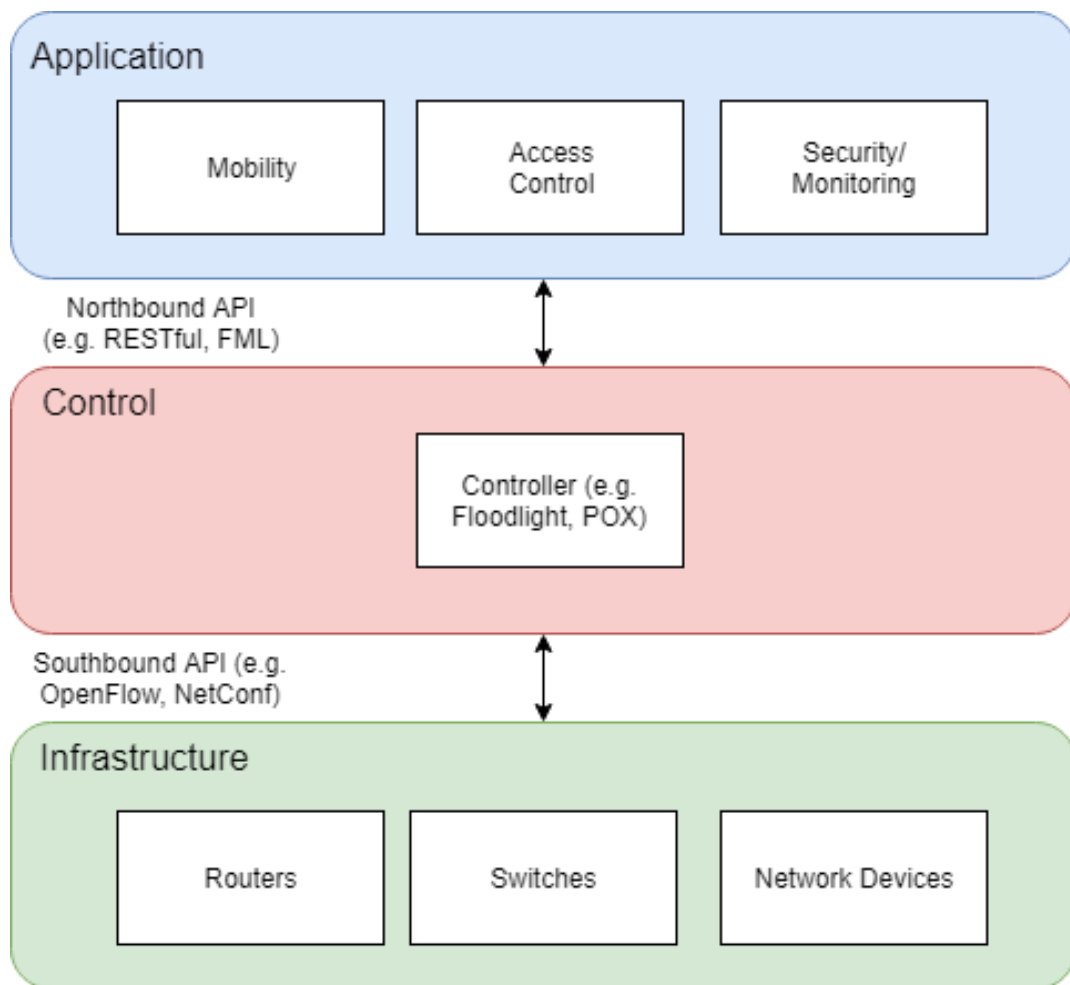 Application
Mobility
Access
Control
Security/
Monitoring
Northbound API
(e.g. RESTful, FML)
Control
Controller (e.g.
Floodlight, POX)
Southbound API (e.g.
OpenFlow, NetConf)
Infrastructure
Routers
Switches
Network Devices